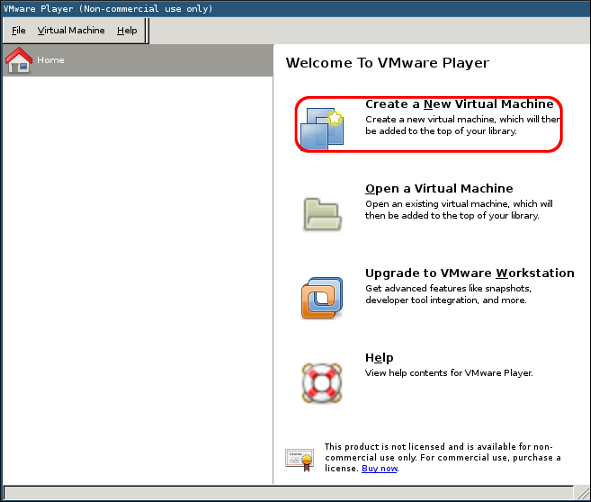 VMware Player (Non-commercial use only)
File Virtual Machine Help
Home
Welcome To VMware Player
Create a New Virtual Machine
Create a new virtual machine, which will then
be added to the top of your library.
Open a Virtual Machine
Open an existing virtual machine, which will
then be added to the top of your library.
Upgrade to VMware Workstation
Get advanced features like snapshots,
developer tool integration, and more.
Help
View help contents for VMware Player.
This product is not licensed and is available for non-
commercial use only. For commercial use, purchase a
license. Buy now.